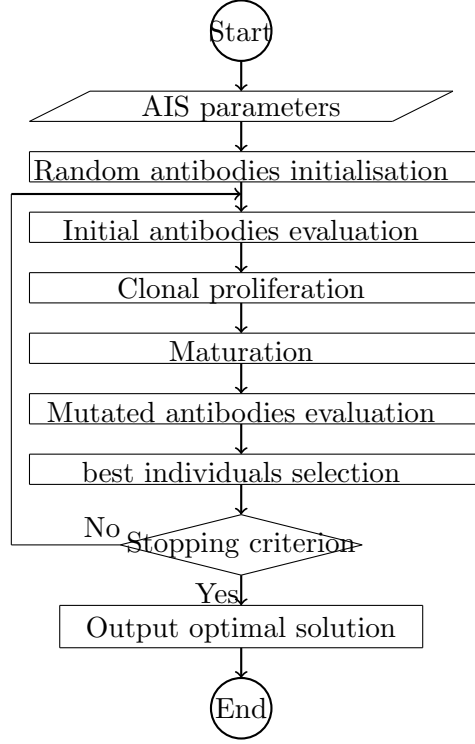 Start
AIS parameters
Random antibodies initialisation
Initial antibodies evaluation
Clonal proliferation
Maturation
Mutated antibodies evaluation
best individuals selection
No
Stopping criterion
Yes
Output optimal solution
End